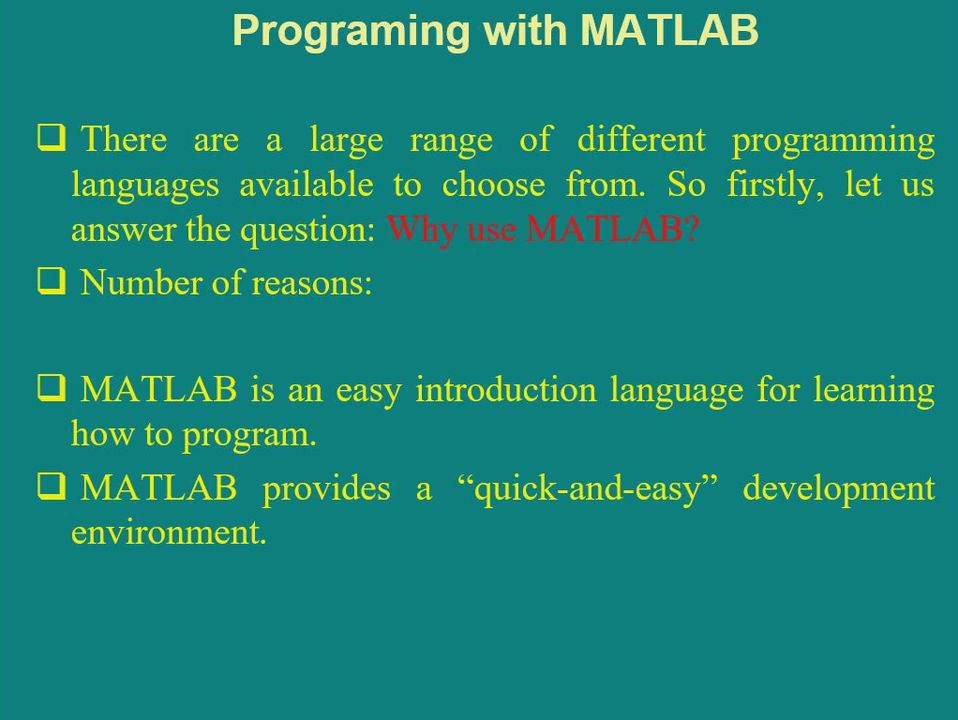 Programing with MATLAB
❑ There are a large range of different programming
languages available to choose from. So firstly, let us
answer the question: Why use MATLAB?
❑ Number of reasons:
❑ MATLAB is an easy introduction language for learning
how to program.
❑ MATLAB provides a “quick-and-easy” development
environment.